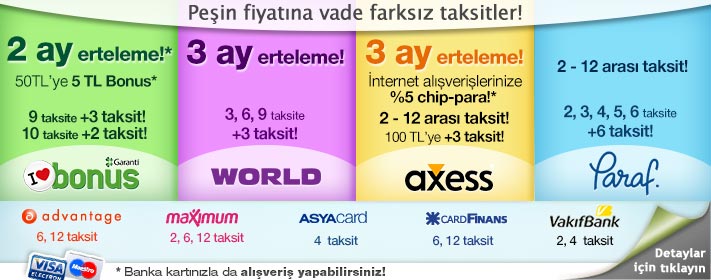 Peşin fiyatına vade farksız taksitler!
2 ay erteleme!*
50TL'ye 5 TL Bonus*
9 taksite +3 taksit!
10 taksite +2 taksit!
Garanti
I bonus
3 ay erteleme!
3, 6, 9 taksite
+3 taksit!
WORLD
3 ay erteleme!
İnternet alışverişlerinize
%5 chip-para!*
2 - 12 arası taksit!
100 TL'ye +3 taksit!
axess
2 - 12 arası taksit!
2, 3, 4, 5, 6 taksite
+6 taksit!
Paraf.
advantage
6, 12 taksit
maximum
2, 6, 12 taksit
ASYAcard
4 taksit
CARDFINANS
6, 12 taksit
VakıfBank
2, 4 taksit
VISA
ELECTRON
Maestro
* Banka kartınızla da alışveriş yapabilirsiniz!
Detaylar
için tıklayın